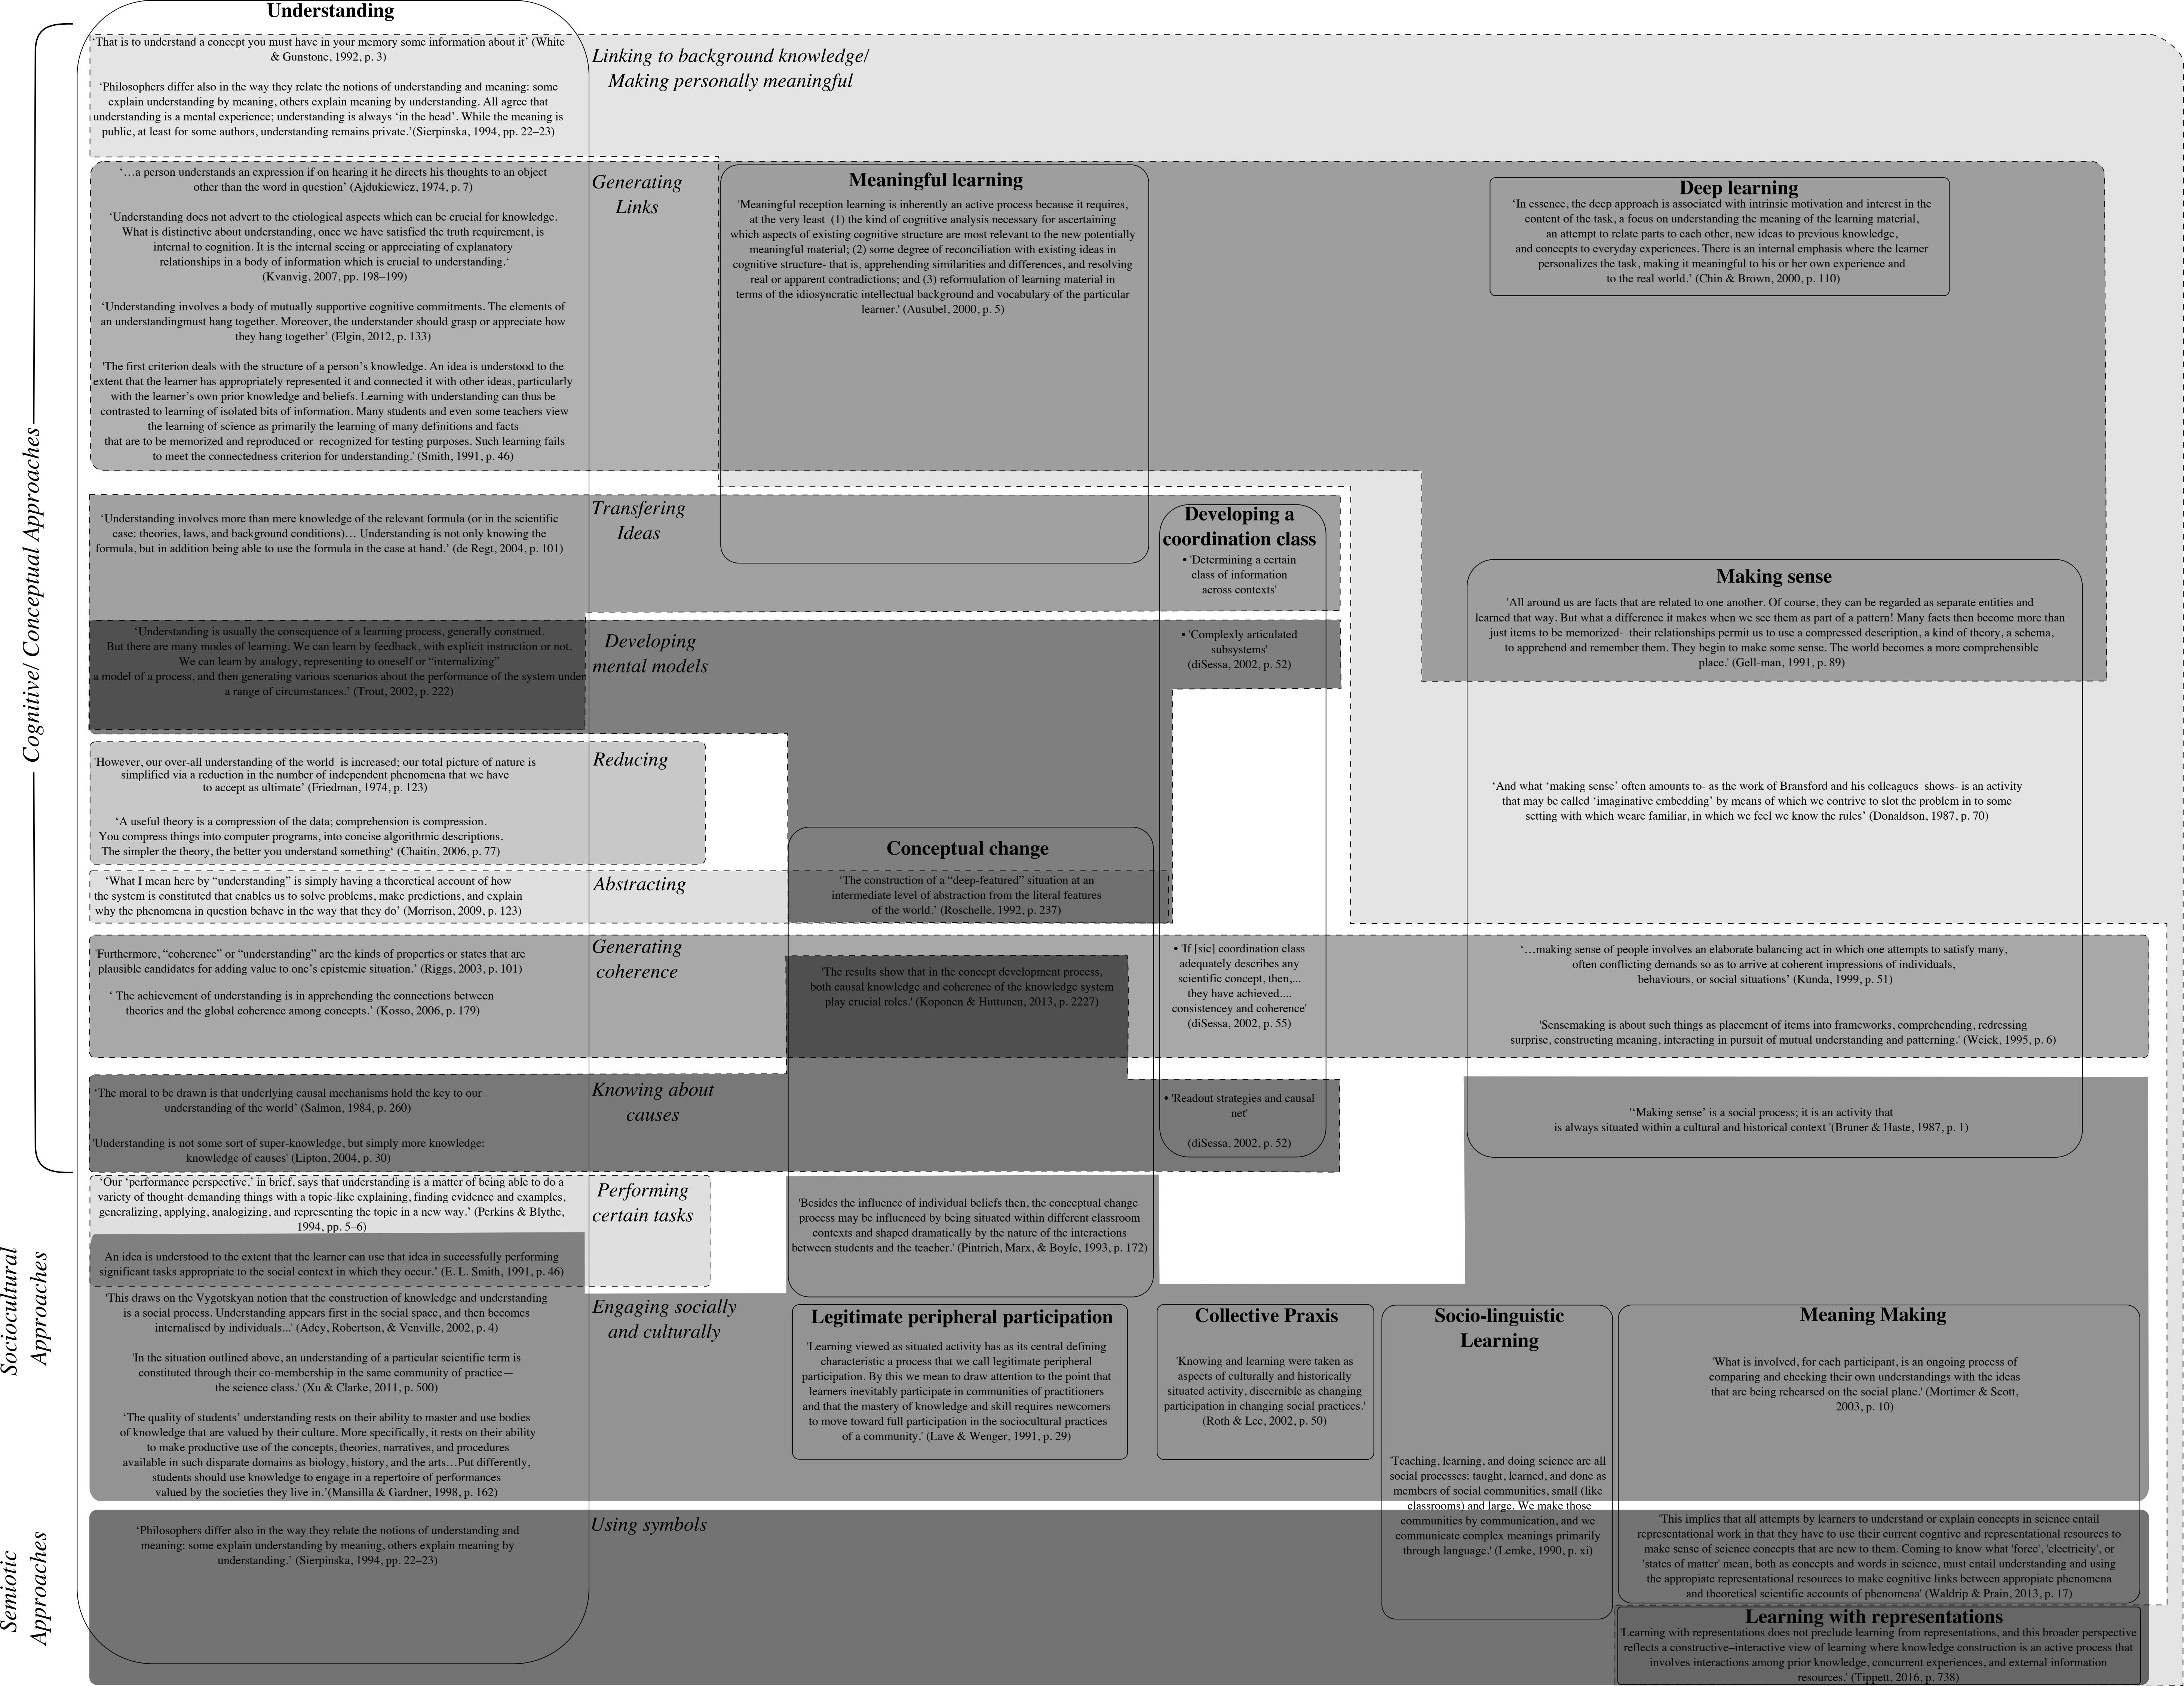 Understanding
‘That is to understand a concept you must have in your memory some information about it’ (White
& Gunstone, 1992, p. 3)
‘Philosophers differ also in the way they relate the notions of understanding and meaning: some
explain understanding by meaning, others explain meaning by understanding. All agree that
understanding is a mental experience; understanding is always ‘in the head’. While the meaning is
public, at least for some authors, understanding remains private.’(Sierpinska, 1994, pp. 22–23)
Linking to background knowledge/
Making personally meaningful
‘…a person understands an expression if on hearing it he directs his thoughts to an object
other than the word in question’ (Ajdukiewicz, 1974, p. 7)
‘Understanding does not advert to the etiological aspects which can be crucial for knowledge.
What is distinctive about understanding, once we have satisfied the truth requirement, is
internal to cognition. It is the internal seeing or appreciating of explanatory
relationships in a body of information which is crucial to understanding.‘
(Kvanvig, 2007, pp. 198–199)
‘Understanding involves a body of mutually supportive cognitive commitments. The elements of
an understandingmust hang together. Moreover, the understander should grasp or appreciate how
they hang together’ (Elgin, 2012, p. 133)
'The first criterion deals with the structure of a person’s knowledge. An idea is understood to the
extent that the learner has appropriately represented it and connected it with other ideas, particularly
with the learner’s own prior knowledge and beliefs. Learning with understanding can thus be
contrasted to learning of isolated bits of information. Many students and even some teachers view
the learning of science as primarily the learning of many definitions and facts
that are to be memorized and reproduced or recognized for testing purposes. Such learning fails
to meet the connectedness criterion for understanding.' (Smith, 1991, p. 46)
Generating
Links
Meaningful learning
'Meaningful reception learning is inherently an active process because it requires,
at the very least (1) the kind of cognitive analysis necessary for ascertaining
which aspects of existing cognitive structure are most relevant to the new potentially
meaningful material; (2) some degree of reconciliation with existing ideas in
cognitive structure- that is, apprehending similarities and differences, and resolving
real or apparent contradictions; and (3) reformulation of learning material in
terms of the idiosyncratic intellectual background and vocabulary of the particular
learner.' (Ausubel, 2000, p. 5)
Deep learning
‘In essence, the deep approach is associated with intrinsic motivation and interest in the
content of the task, a focus on understanding the meaning of the learning material,
an attempt to relate parts to each other, new ideas to previous knowledge,
and concepts to everyday experiences. There is an internal emphasis where the learner
personalizes the task, making it meaningful to his or her own experience and
to the real world.’ (Chin & Brown, 2000, p. 110)
Cognitive/ Conceptual Approaches
‘Understanding involves more than mere knowledge of the relevant formula (or in the scientific
case: theories, laws, and background conditions)… Understanding is not only knowing the
formula, but in addition being able to use the formula in the case at hand.’ (de Regt, 2004, p. 101)
Transfering
Ideas
Developing a
coordination class
• 'Determining a certain
class of information
across contexts'
• 'Complexly articulated
subsystems'
(diSessa, 2002, p. 52)
Making sense
'All around us are facts that are related to one another. Of course, they can be regarded as separate entities and
learned that way. But what a difference it makes when we see them as part of a pattern! Many facts then become more than
just items to be memorized- their relationships permit us to use a compressed description, a kind of theory, a schema,
to apprehend and remember them. They begin to make some sense. The world becomes a more comprehensible
place.' (Gell-man, 1991, p. 89)
‘Understanding is usually the consequence of a learning process, generally construed.
But there are many modes of learning. We can learn by feedback, with explicit instruction or not.
We can learn by analogy, representing to oneself or “internalizing”
a model of a process, and then generating various scenarios about the performance of the system under
a range of circumstances.’ (Trout, 2002, p. 222)
Developing
mental models
'However, our over-all understanding of the world is increased; our total picture of nature is
simplified via a reduction in the number of independent phenomena that we have
to accept as ultimate’ (Friedman, 1974, p. 123)
‘A useful theory is a compression of the data; comprehension is compression.
You compress things into computer programs, into concise algorithmic descriptions.
The simpler the theory, the better you understand something‘ (Chaitin, 2006, p. 77)
Reducing
‘And what ‘making sense’ often amounts to- as the work of Bransford and his colleagues shows- is an activity
that may be called ‘imaginative embedding’ by means of which we contrive to slot the problem in to some
setting with which weare familiar, in which we feel we know the rules’ (Donaldson, 1987, p. 70)
‘What I mean here by “understanding” is simply having a theoretical account of how
the system is constituted that enables us to solve problems, make predictions, and explain
why the phenomena in question behave in the way that they do’ (Morrison, 2009, p. 123)
Abstracting
Conceptual change
‘The construction of a “deep-featured” situation at an
intermediate level of abstraction from the literal features
of the world.’ (Roschelle, 1992, p. 237)
'Furthermore, “coherence” or “understanding” are the kinds of properties or states that are
plausible candidates for adding value to one’s epistemic situation.’ (Riggs, 2003, p. 101)
‘ The achievement of understanding is in apprehending the connections between
theories and the global coherence among concepts.’ (Kosso, 2006, p. 179)
Generating
coherence
'The results show that in the concept development process,
both causal knowledge and coherence of the knowledge system
play crucial roles.' (Koponen & Huttunen, 2013, p. 2227)
• 'If [sic] coordination class
adequately describes any
scientific concept, then,...
they have achieved....
consistencey and coherence'
(diSessa, 2002, p. 55)
‘…making sense of people involves an elaborate balancing act in which one attempts to satisfy many,
often conflicting demands so as to arrive at coherent impressions of individuals,
behaviours, or social situations’ (Kunda, 1999, p. 51)
'Sensemaking is about such things as placement of items into frameworks, comprehending, redressing
surprise, constructing meaning, interacting in pursuit of mutual understanding and patterning.' (Weick, 1995, p. 6)
‘The moral to be drawn is that underlying causal mechanisms hold the key to our
understanding of the world’ (Salmon, 1984, p. 260)
'Understanding is not some sort of super-knowledge, but simply more knowledge:
knowledge of causes' (Lipton, 2004, p. 30)
Knowing about
causes
• 'Readout strategies and causal
net'
(diSessa, 2002, p. 52)
'‘Making sense’ is a social process; it is an activity that
is always situated within a cultural and historical context '(Bruner & Haste, 1987, p. 1)
‘Our ‘performance perspective,’ in brief, says that understanding is a matter of being able to do a
variety of thought-demanding things with a topic-like explaining, finding evidence and examples,
generalizing, applying, analogizing, and representing the topic in a new way.’ (Perkins & Blythe,
1994, pp. 5–6)
Performing
certain tasks
'Besides the influence of individual beliefs then, the conceptual change
process may be influenced by being situated within different classroom
contexts and shaped dramatically by the nature of the interactions
between students and the teacher.' (Pintrich, Marx, & Boyle, 1993, p. 172)
Sociocultural
Approaches
An idea is understood to the extent that the learner can use that idea in successfully performing
significant tasks appropriate to the social context in which they occur.’ (E. L. Smith, 1991, p. 46)
'This draws on the Vygotskyan notion that the construction of knowledge and understanding
is a social process. Understanding appears first in the social space, and then becomes
internalised by individuals...' (Adey, Robertson, & Venville, 2002, p. 4)
'In the situation outlined above, an understanding of a particular scientific term is
constituted through their co-membership in the same community of practice—
the science class.' (Xu & Clarke, 2011, p. 500)
‘The quality of students’ understanding rests on their ability to master and use bodies
of knowledge that are valued by their culture. More specifically, it rests on their ability
to make productive use of the concepts, theories, narratives, and procedures
available in such disparate domains as biology, history, and the arts…Put differently,
students should use knowledge to engage in a repertoire of performances
valued by the societies they live in.’(Mansilla & Gardner, 1998, p. 162)
Engaging socially
and culturally
Legitimate peripheral participation
'Learning viewed as situated activity has as its central defining
characteristic a process that we call legitimate peripheral
participation. By this we mean to draw attention to the point that
learners inevitably participate in communities of practitioners
and that the mastery of knowledge and skill requires newcomers
to move toward full participation in the sociocultural practices
of a community.' (Lave & Wenger, 1991, p. 29)
Collective Praxis
'Knowing and learning were taken as
aspects of culturally and historically
situated activity, discernible as changing
participation in changing social practices.'
(Roth & Lee, 2002, p. 50)
Socio-linguistic
Learning
'Teaching, learning, and doing science are all
social processes: taught, learned, and done as
members of social communities, small (like
classrooms) and large. We make those
communities by communication, and we
communicate complex meanings primarily
through language.' (Lemke, 1990, p. xi)
Meaning Making
'What is involved, for each participant, is an ongoing process of
comparing and checking their own understandings with the ideas
that are being rehearsed on the social plane.' (Mortimer & Scott,
2003, p. 10)
Semiotic
Approaches
‘Philosophers differ also in the way they relate the notions of understanding and
meaning: some explain understanding by meaning, others explain meaning by
understanding.’ (Sierpinska, 1994, pp. 22–23)
Using symbols
'This implies that all attempts by learners to understand or explain concepts in science entail
representational work in that they have to use their current cogntive and representational resources to
make sense of science concepts that are new to them. Coming to know what 'force', 'electricity', or
'states of matter' mean, both as concepts and words in science, must entail understanding and using
the appropiate representational resources to make cognitive links between appropiate phenomena
and theoretical scientific accounts of phenomena' (Waldrip & Prain, 2013, p. 17)
Learning with representations
'Learning with representations does not preclude learning from representations, and this broader perspective
reflects a constructive–interactive view of learning where knowledge construction is an active process that
involves interactions among prior knowledge, concurrent experiences, and external information
resources.' (Tippett, 2016, p. 738)